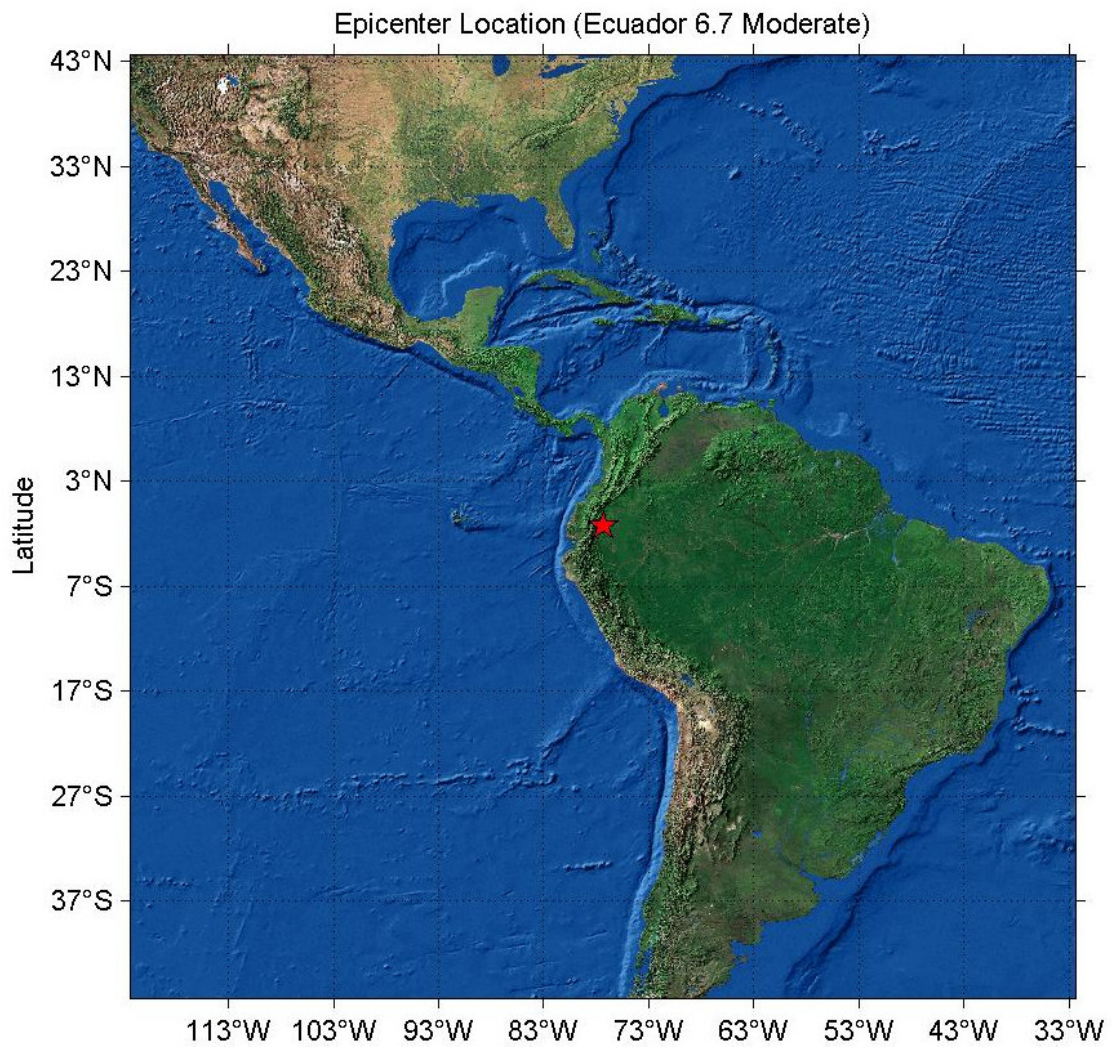 Epicenter Location (Ecuador 6.7 Moderate)
43°N
33°N
23°N
13°N
3°N
7°S
17°S
27°S
37°S
Latitude
113°W 103°W 93°W 83°W 73°W 63°W 53°W 43°W 33°W